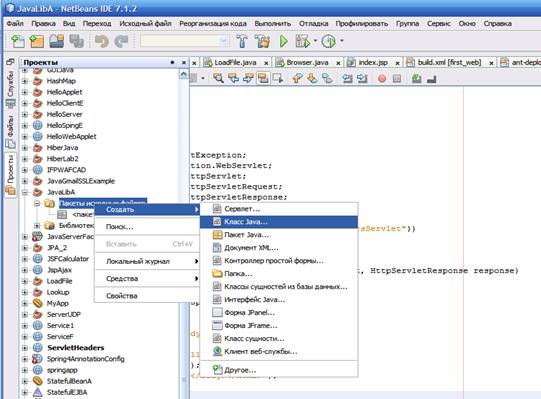 JavaLibA - NetBeans IDE 7.1.2
Файл Правка Вид Переход Исходный файл Реорганизация кода Выполнить Отладка Профилировать Группа Сервис Окно Справка
Проекты
LoadFile.java Browser.java index.jsp build.xml [first_web] ant-deploy
Службы
Файлы
Проекты
GUIJava
HashMap
HelloApplet
HelloClientE
HelloServer
HelloSpingE
HelloWebApplet
HiberJava
HiberLab2
IFPWAFCAD
JavaGmailSSLExample
JavaLibA
Пакеты исходных файлов
<паке
Библиотек
JavaServerFac
JPA_2
JSFCalculator
JspAjax
LoadFile
Lookup
MyApp
ServerUDP
Service1
ServiceF
ServletHeaders
Spring4AnnotationConfig
springapp
StatefulBeanA
StatefulEJBA
tException;
tion.WebServlet;
ttpServlet;
ttpServletRequest;
ttpServletResponse;
rsServlet"})
t, HttpServletResponse response)
Создать
Поиск...
Вставить Ctrl+V
Локальный журнал
Средства
Свойства
Сервлет...
Класс Java...
Пакет Java...
Документ XML...
Контроллер простой формы...
Папка...
Классы сущностей из базы данных...
Интерфейс Java...
Форма JPanel...
Форма JFrame...
Класс сущности...
Клиент веб-службы...
Другое...